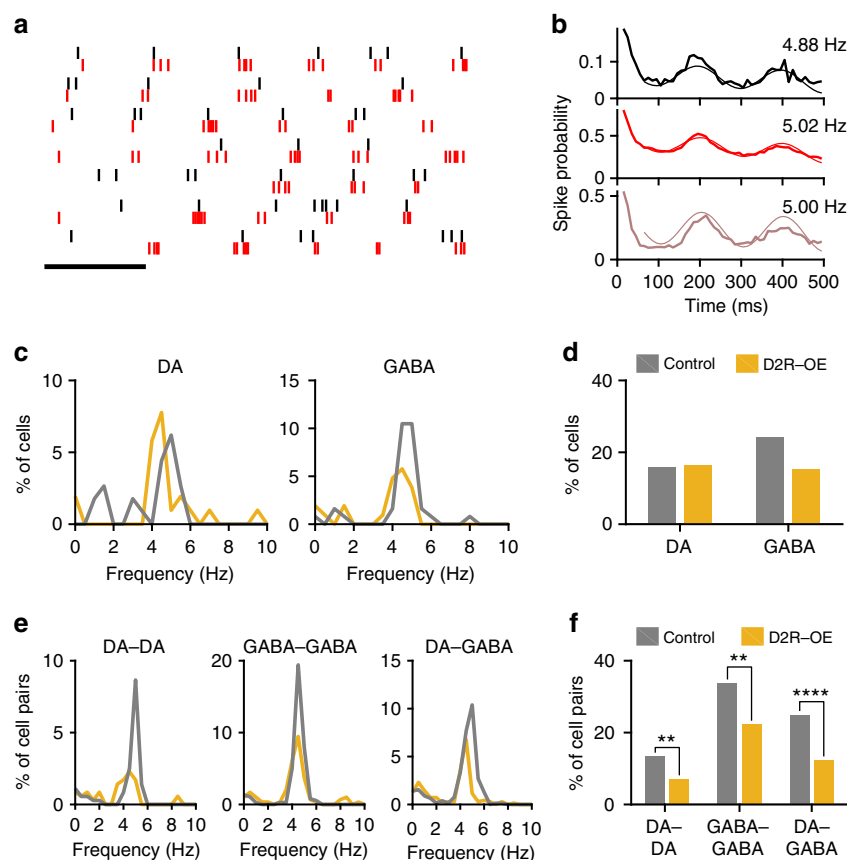 a
b
4.88 Hz
5.02 Hz
5.00 Hz
Spike probability
0.1
0
0.5
0
0.5
0
0 100 200 300 400 500
Time (ms)
c
DA
GABA
% of cells
10
5
0
0 2 4 6 8 10
Frequency (Hz)
15
10
5
0
0 2 4 6 8 10
Frequency (Hz)
d
Control
D2R–OE
% of cells
40
20
0
DA
GABA
e
DA–DA
GABA–GABA
DA–GABA
% of cell pairs
10
5
0
0 2 4 6 8 10
Frequency (Hz)
20
10
0
0 2 4 6 8 10
Frequency (Hz)
15
10
5
0
0 2 4 6 8 10
Frequency (Hz)
f
Control
D2R–OE
% of cell pairs
40
20
0
**
**
****
DA–
DA
GABA–
GABA
DA–
GABA